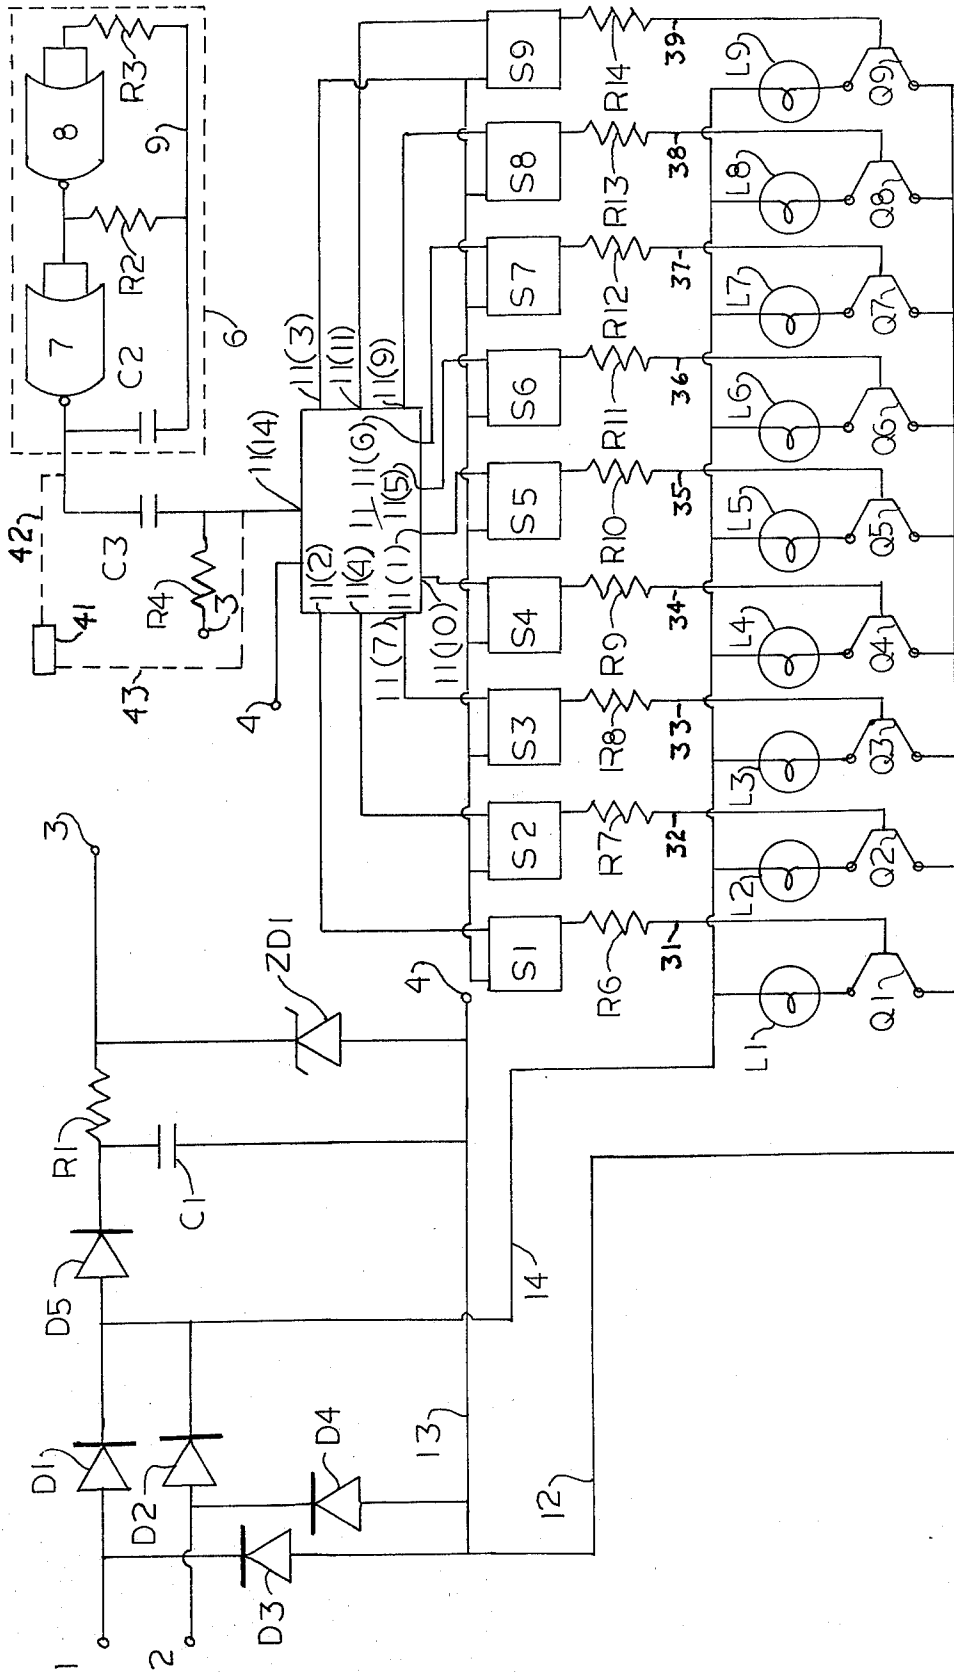 1
2
D1
D2
D3
D4
D5
R1
C1
ZD1
3
4
12
13
14
41
42
43
C3
R4
3
4
7
8
C2
R2
R3
9
6
11(14)
11(3)
11(11)
11(9)
11(6)
11
11(5)
11(2)
11(4)
11(1)
11(7)
11(10)
S1
S2
S3
S4
S5
S6
S7
S8
S9
R6
R7
R8
R9
R10
R11
R12
R13
R14
31
32
33
34
35
36
37
38
39
L1
L2
L3
L4
L5
L6
L7
L8
L9
Q1
Q2
Q3
Q4
Q5
Q6
Q7
Q8
Q9